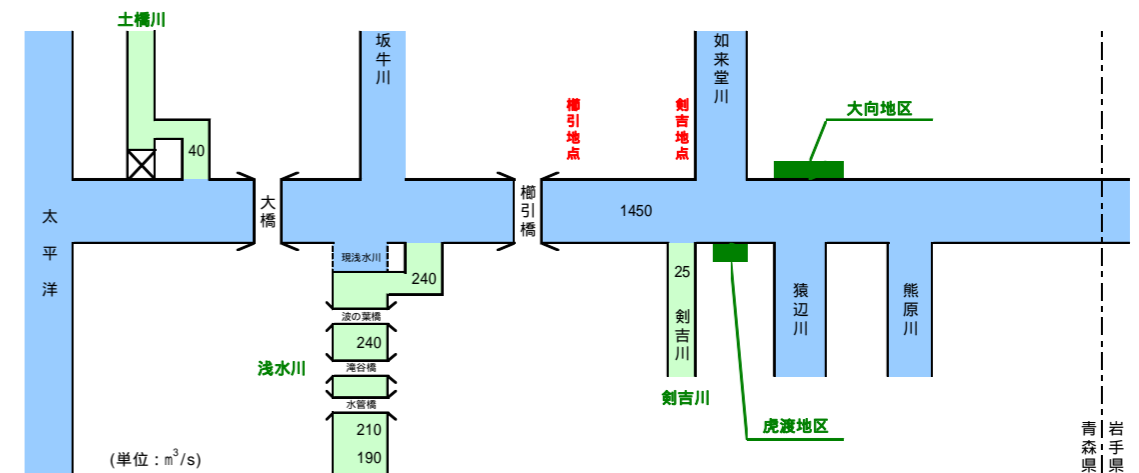 土橋川
坂牛川
如来堂川
櫛引地点
剣吉地点
大向地区
40
太平洋
大橋
櫛引橋
1450
現浅水川
240
25
剣吉川
猿辺川
熊原川
波の葉橋
240
滝谷橋
浅水川
水管橋
剣吉川
虎渡地区
210
190
(単位：m³/s)
青森県
岩手県